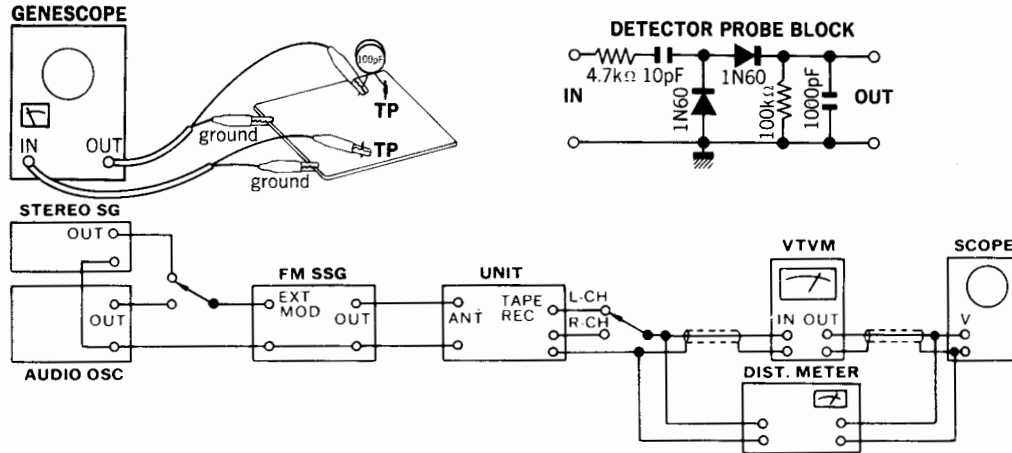 GENESCOPE
IN
OUT
100pF
TP
ground
TP
ground
DETECTOR PROBE BLOCK
IN
4.7kΩ
10pF
1N60
1N60
100kΩ
1000pF
OUT
STEREO SG
OUT
OUT
AUDIO OSC
FM SSG
EXT
MOD
OUT
UNIT
ANT
TAPE
REC
L-CH
R-CH
VTVM
IN OUT
SCOPE
V
DIST. METER